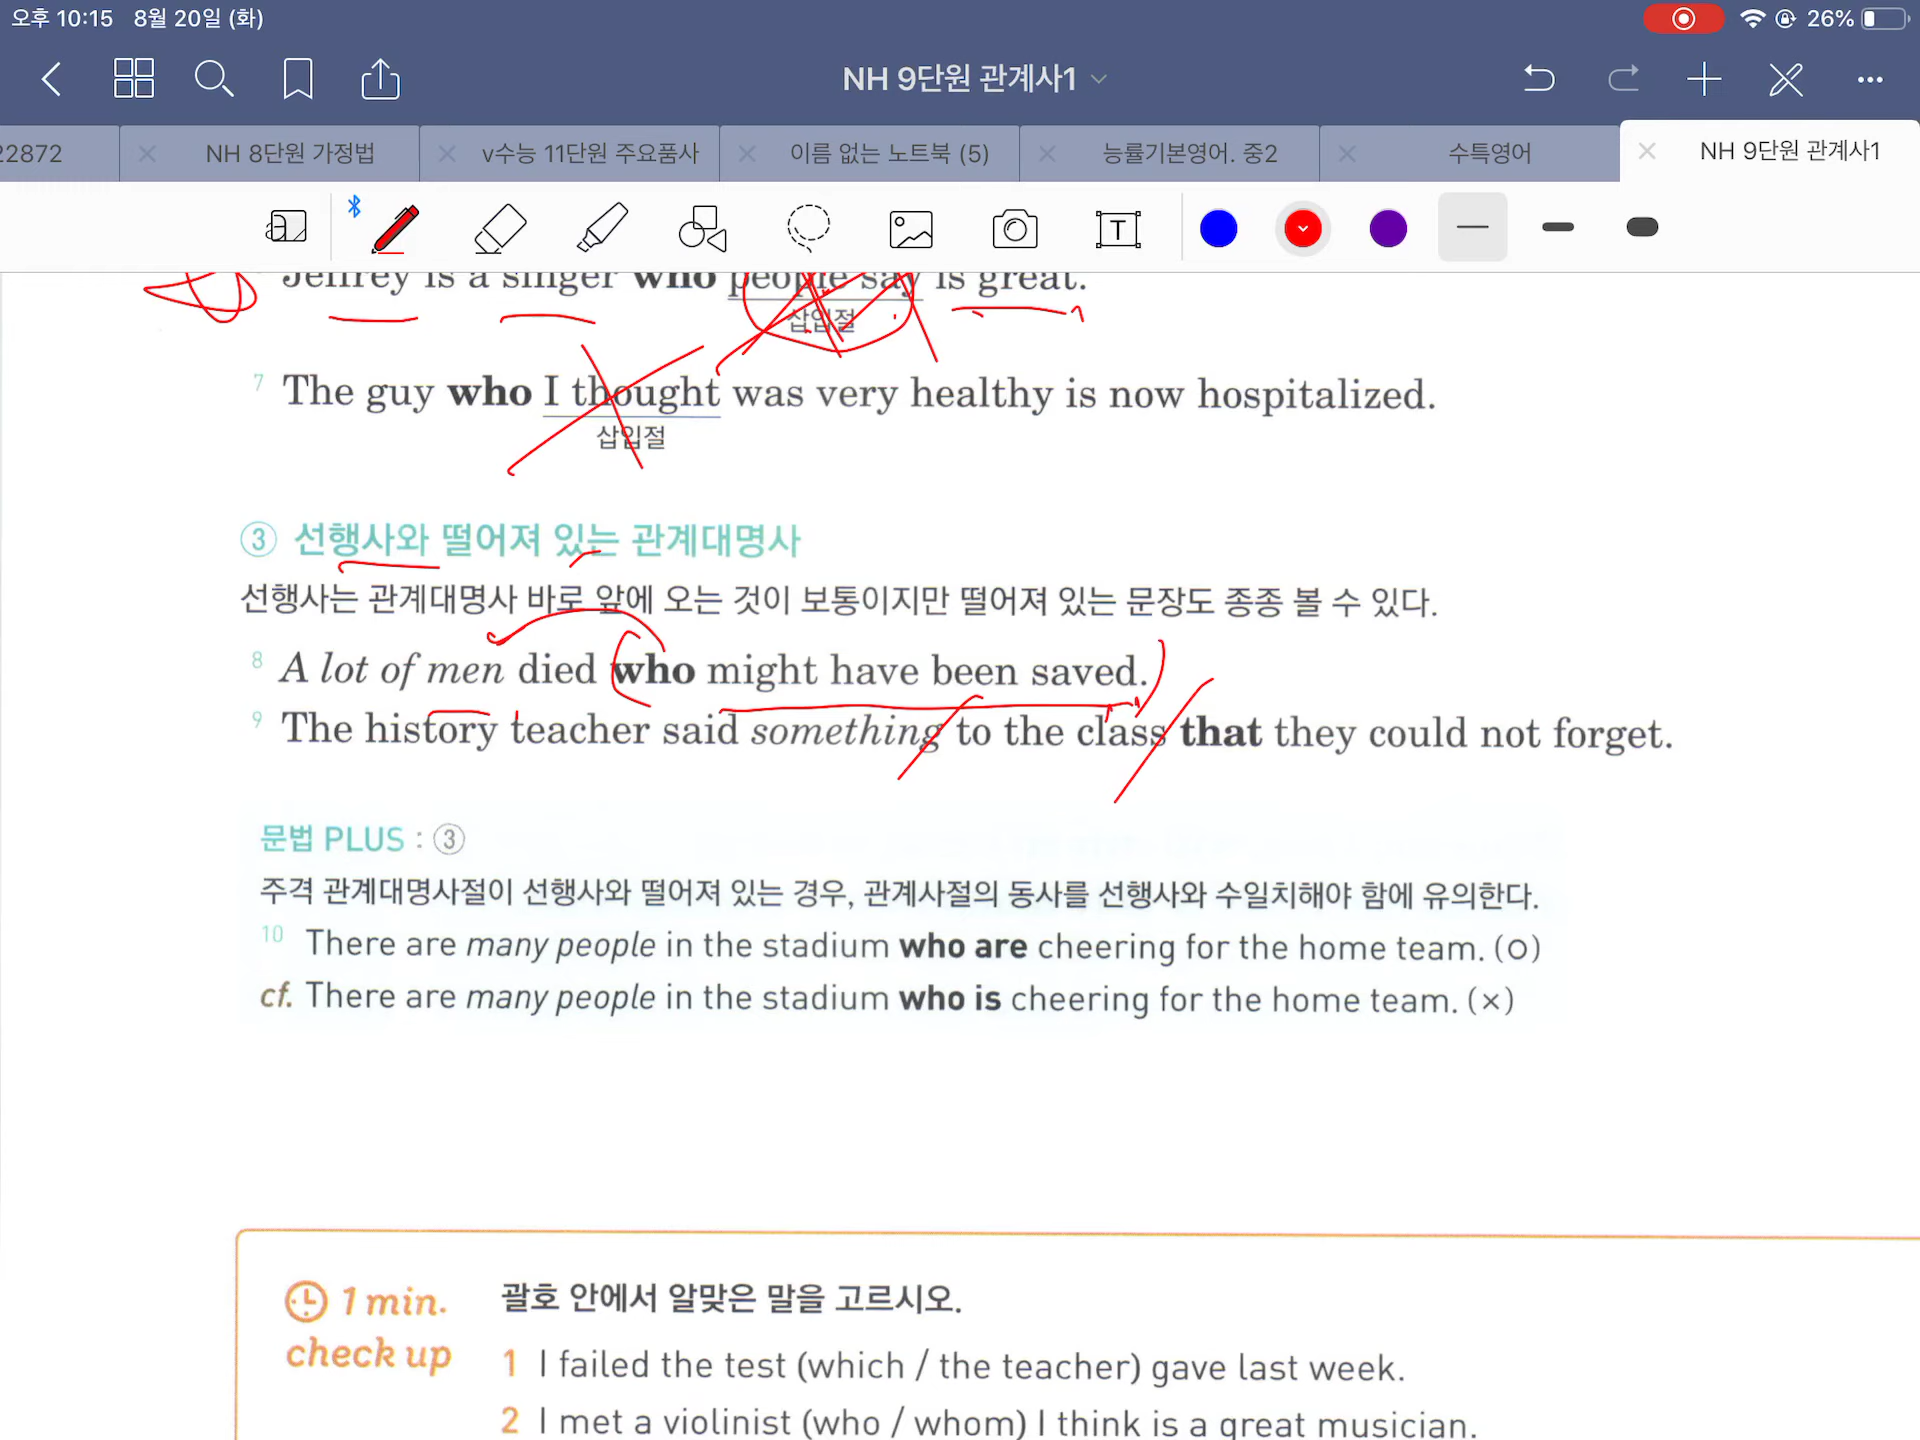 오후 10:15 8월 20일 (화) 26%
NH 9단원 관계사1
22872 NH 8단원 가정법 v수능 11단원 주요품사 이름 없는 노트북 (5) 능률기본영어. 중2 수특영어 NH 9단원 관계사1
T
Jeffrey is a singer who people say is great.
삽입절
7 The guy who I thought was very healthy is now hospitalized.
삽입절
③ 선행사와 떨어져 있는 관계대명사
선행사는 관계대명사 바로 앞에 오는 것이 보통이지만 떨어져 있는 문장도 종종 볼 수 있다.
8 A lot of men died who might have been saved.
9 The history teacher said something to the class that they could not forget.
문법 PLUS : ③
주격 관계대명사절이 선행사와 떨어져 있는 경우, 관계사절의 동사를 선행사와 수일치해야 함에 유의한다.
10 There are many people in the stadium who are cheering for the home team. (○)
cf. There are many people in the stadium who is cheering for the home team. (×)
1 min. 괄호 안에서 알맞은 말을 고르시오.
check up
1 I failed the test (which / the teacher) gave last week.
2 I met a violinist (who / whom) I think is a great musician.